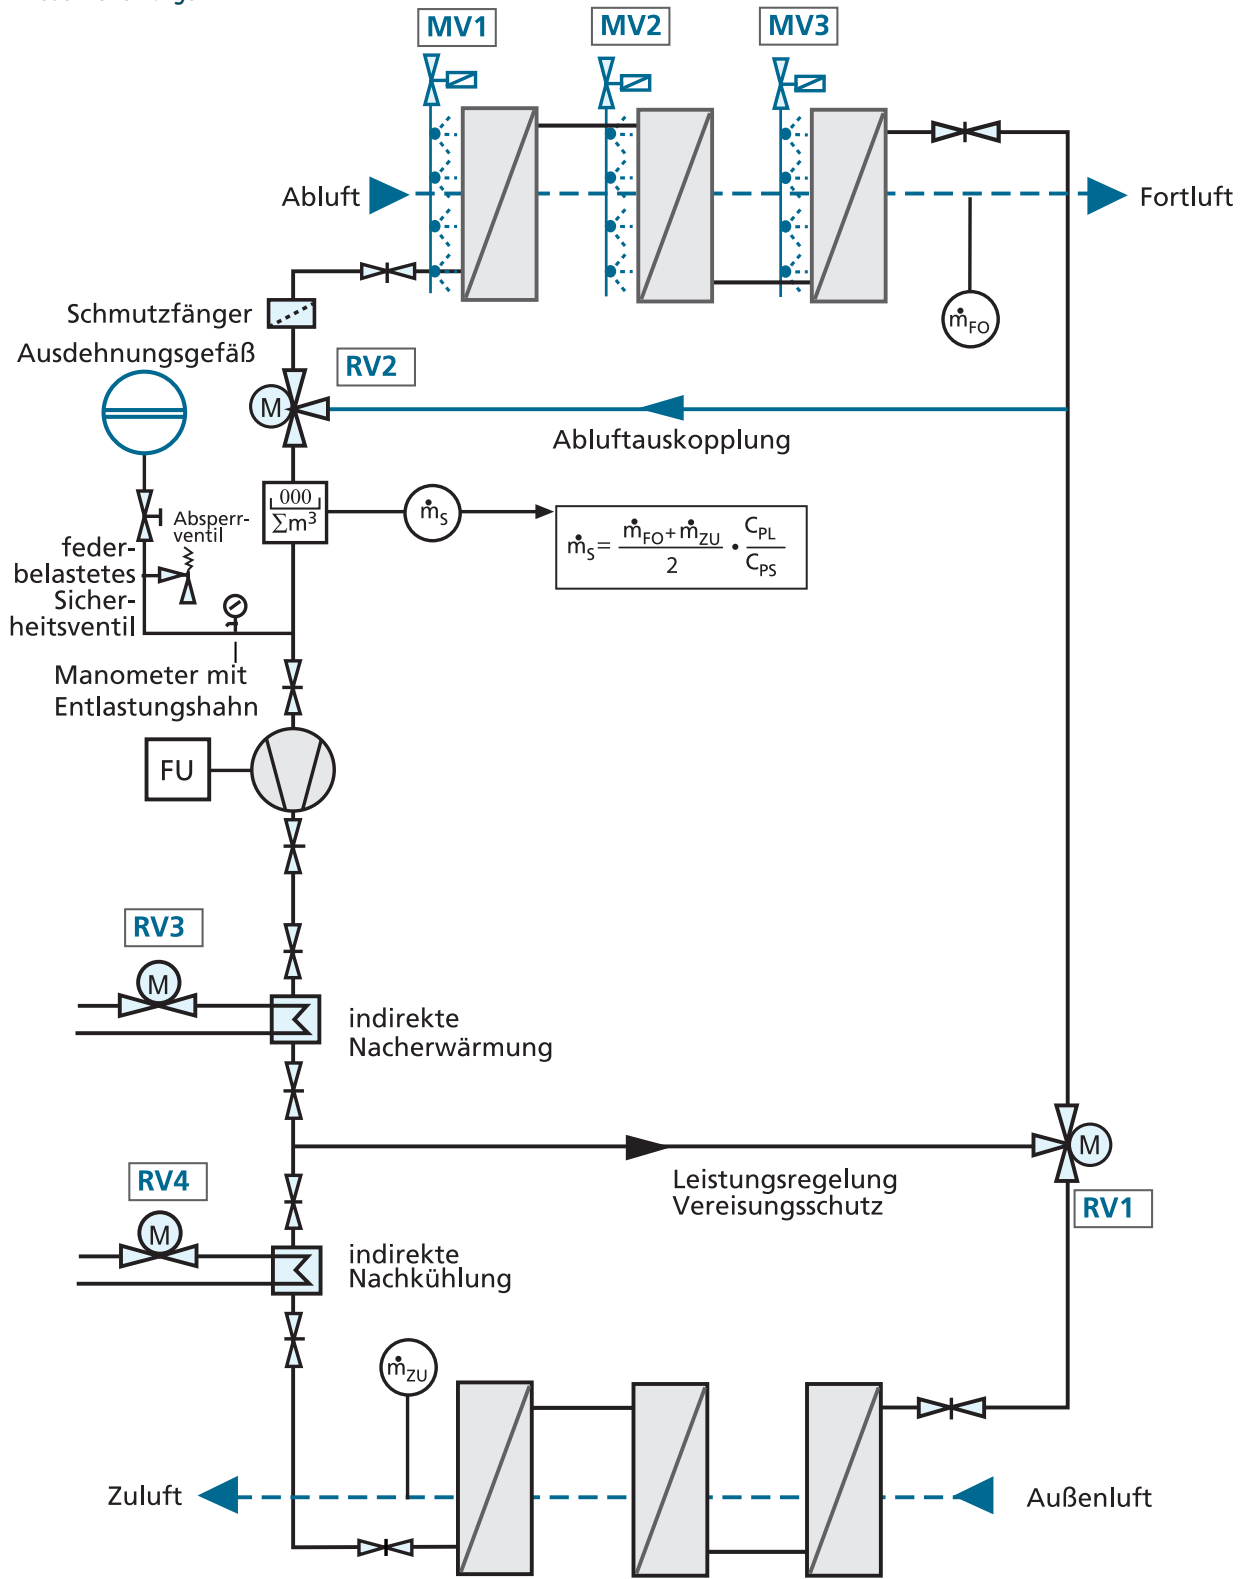 MV1
MV2
MV3
Abluft
Fortluft
ṁFO
Schmutzfänger
Ausdehnungsgefäß
RV2
M
Abluftauskopplung
000
∑m³
ṁS
ṁS = (ṁFO + ṁZU) / 2 • CPL / CPS
Absperr-
ventil
feder-
belastetes
Sicher-
heitsventil
Manometer mit
Entlastungshahn
FU
RV3
M
indirekte
Nacherwärmung
M
Leistungsregelung
Vereisungsschutz
RV1
RV4
M
indirekte
Nachkühlung
ṁZU
Zuluft
Außenluft